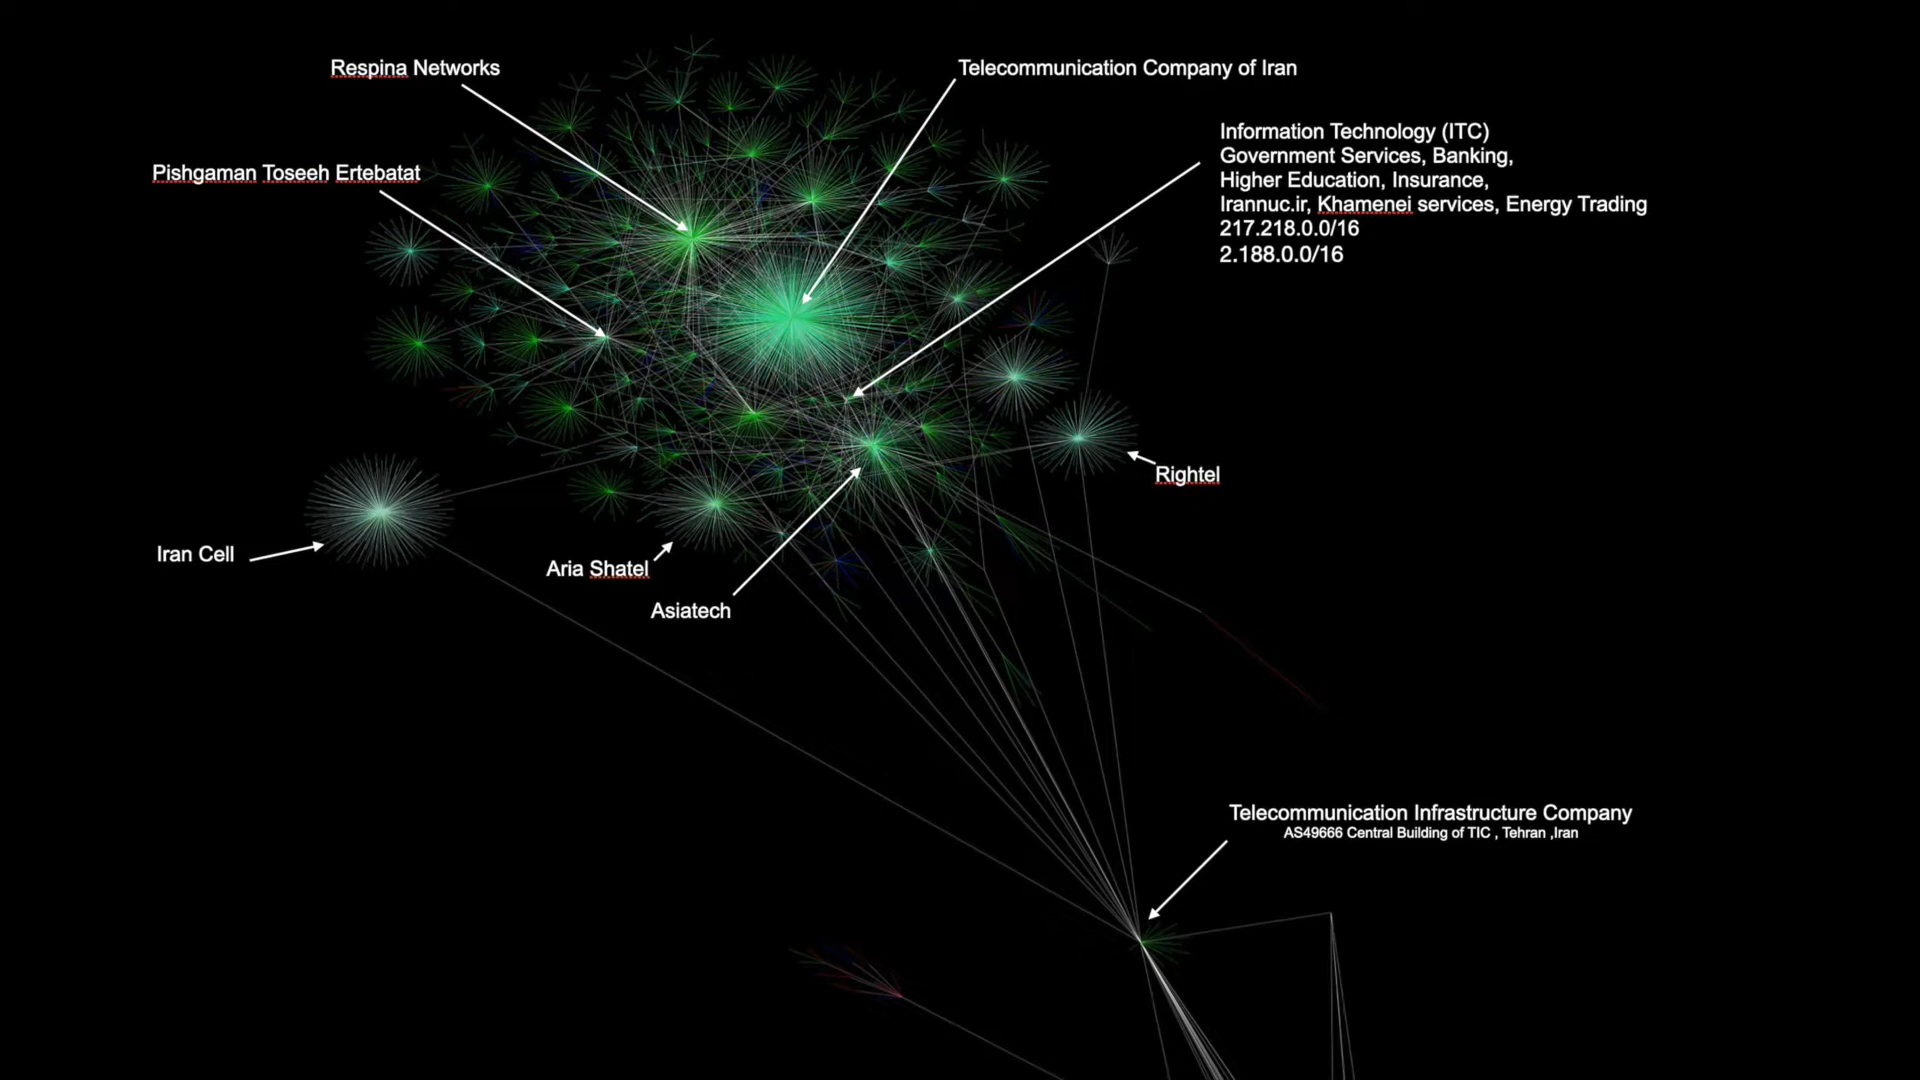 Respina Networks
Telecommunication Company of Iran
Information Technology (ITC)
Government Services, Banking,
Higher Education, Insurance,
Irannuc.ir, Khamenei services, Energy Trading
217.218.0.0/16
2.188.0.0/16
Pishgaman Toseeh Ertebatat
Rightel
Iran Cell
Aria Shatel
Asiatech
Telecommunication Infrastructure Company
AS49666 Central Building of TIC , Tehran ,Iran